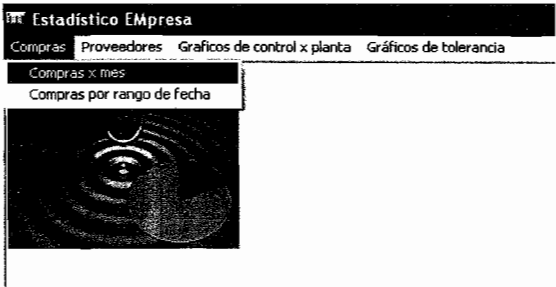 Estadístico EMpresa
Compras Proveedores Graficos de control x planta Gráficos de tolerancia
Compras x mes
Compras por rango de fecha